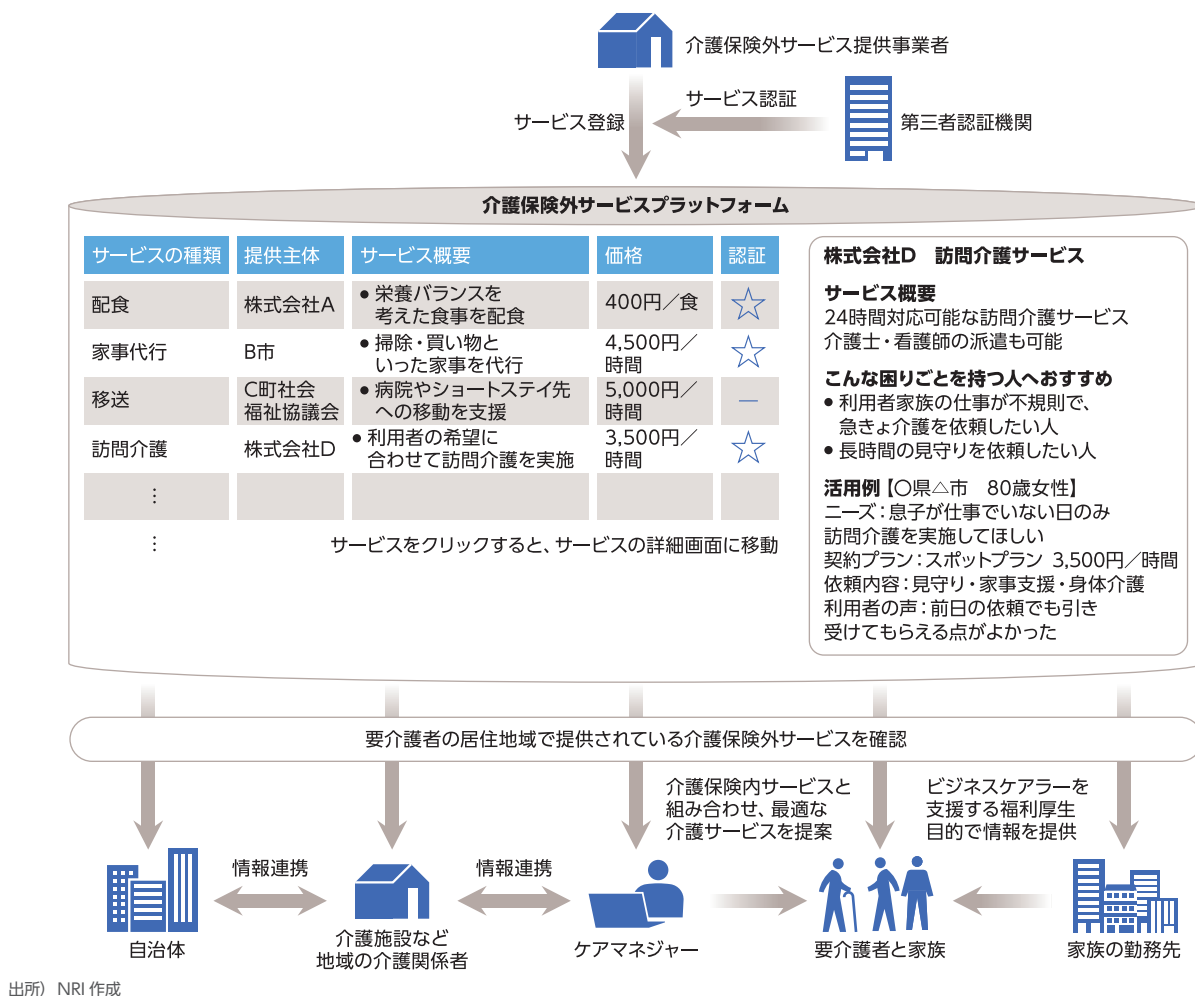 介護保険外サービス提供事業者
サービス認証
サービス登録
第三者認証機関
介護保険外サービスプラットフォーム
サービスの種類 提供主体 サービス概要 価格 認証
配食 株式会社A ●栄養バランスを
考えた食事を配食 400円／食 ☆
家事代行 B市 ●掃除・買い物と
いった家事を代行 4,500円／
時間 ☆
移送 C町社会
福祉協議会 ●病院やショートステイ先
への移動を支援 5,000円／
時間 －
訪問介護 株式会社D ●利用者の希望に
合わせて訪問介護を実施 3,500円／
時間 ☆
⋮
⋮
サービスをクリックすると、サービスの詳細画面に移動
株式会社D　訪問介護サービス
サービス概要
24時間対応可能な訪問介護サービス
介護士・看護師の派遣も可能
こんな困りごとを持つ人へおすすめ
●利用者家族の仕事が不規則で、
急きょ介護を依頼したい人
●長時間の見守りを依頼したい人
活用例【〇県△市　80歳女性】
ニーズ：息子が仕事でいない日のみ
訪問介護を実施してほしい
契約プラン：スポットプラン 3,500円／時間
依頼内容：見守り・家事支援・身体介護
利用者の声：前日の依頼でも引き
受けてもらえる点がよかった
要介護者の居住地域で提供されている介護保険外サービスを確認
介護保険内サービスと
組み合わせ、最適な
介護サービスを提案
ビジネスケアラーを
支援する福利厚生
目的で情報を提供
情報連携
情報連携
自治体
介護施設など
地域の介護関係者
ケアマネジャー
要介護者と家族
家族の勤務先
出所）NRI 作成